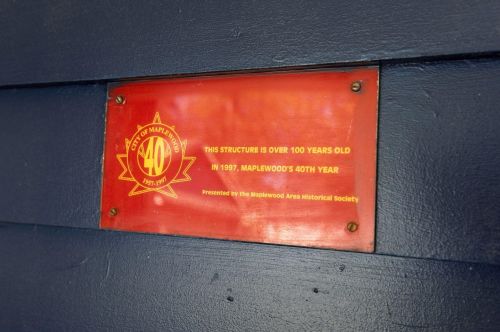 CITY OF MAPLEWOOD
40
1957-1997
THIS STRUCTURE IS OVER 100 YEARS OLD
IN 1997, MAPLEWOOD'S 40TH YEAR
Presented by the Maplewood Area Historical Society